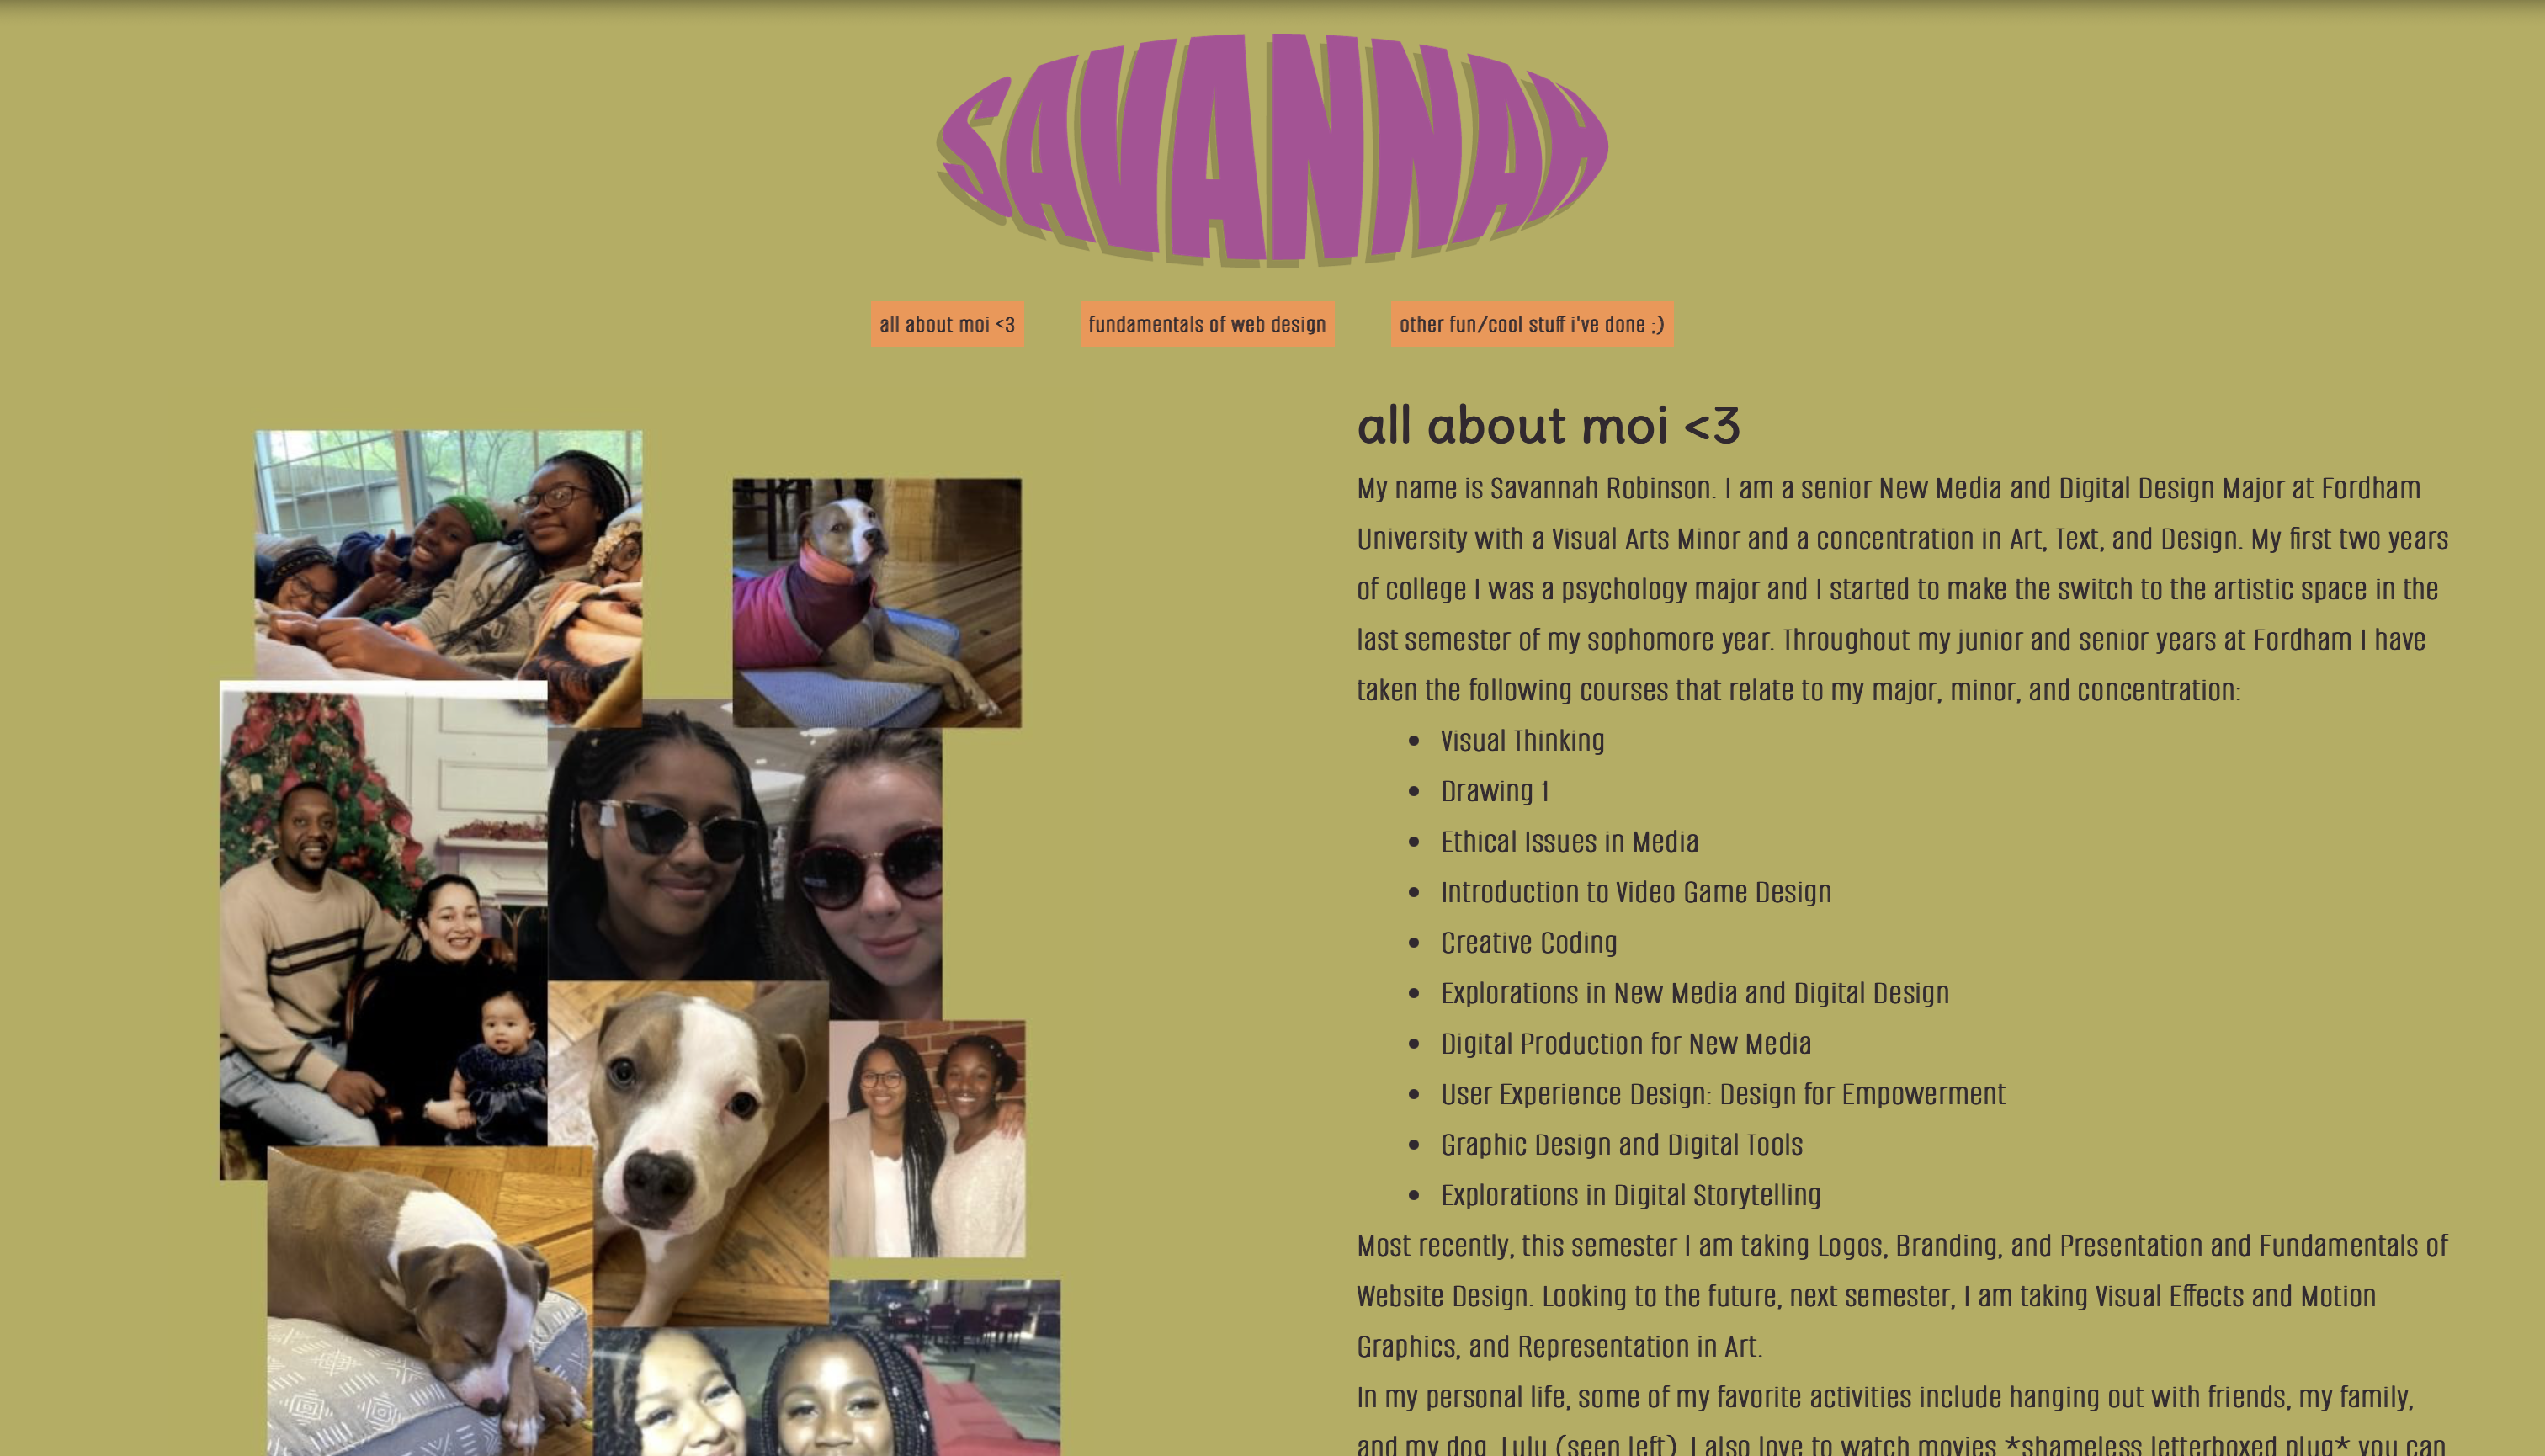 SAVANNAH
all about moi <3
fundamentals of web design
other fun/cool stuff i've done ;)
all about moi <3
My name is Savannah Robinson. I am a senior New Media and Digital Design Major at Fordham
University with a Visual Arts Minor and a concentration in Art, Text, and Design. My first two years
of college I was a psychology major and I started to make the switch to the artistic space in the
last semester of my sophomore year. Throughout my junior and senior years at Fordham I have
taken the following courses that relate to my major, minor, and concentration:
• Visual Thinking
• Drawing 1
• Ethical Issues in Media
• Introduction to Video Game Design
• Creative Coding
• Explorations in New Media and Digital Design
• Digital Production for New Media
• User Experience Design: Design for Empowerment
• Graphic Design and Digital Tools
• Explorations in Digital Storytelling
Most recently, this semester I am taking Logos, Branding, and Presentation and Fundamentals of
Website Design. Looking to the future, next semester, I am taking Visual Effects and Motion
Graphics, and Representation in Art.
In my personal life, some of my favorite activities include hanging out with friends, my family,
and my dog, Lulu (seen left). I also love to watch movies *shameless letterboxed plug* you can